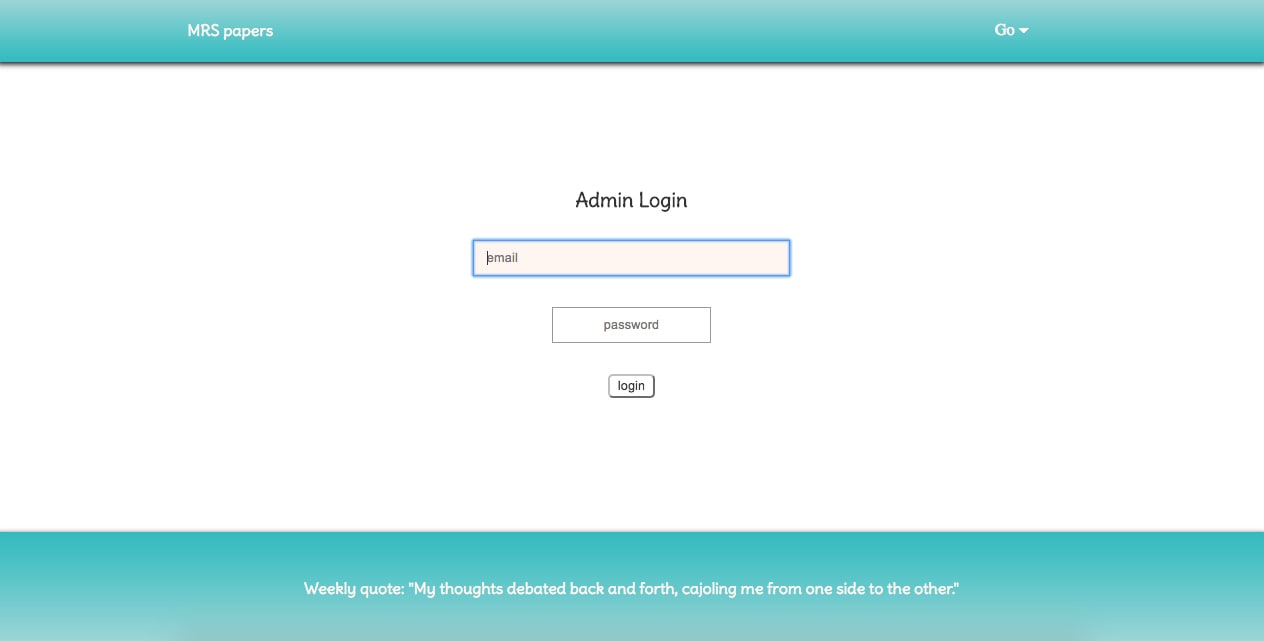 MRS papers
Go
Admin Login
email
password
login
Weekly quote: "My thoughts debated back and forth, cajoling me from one side to the other."